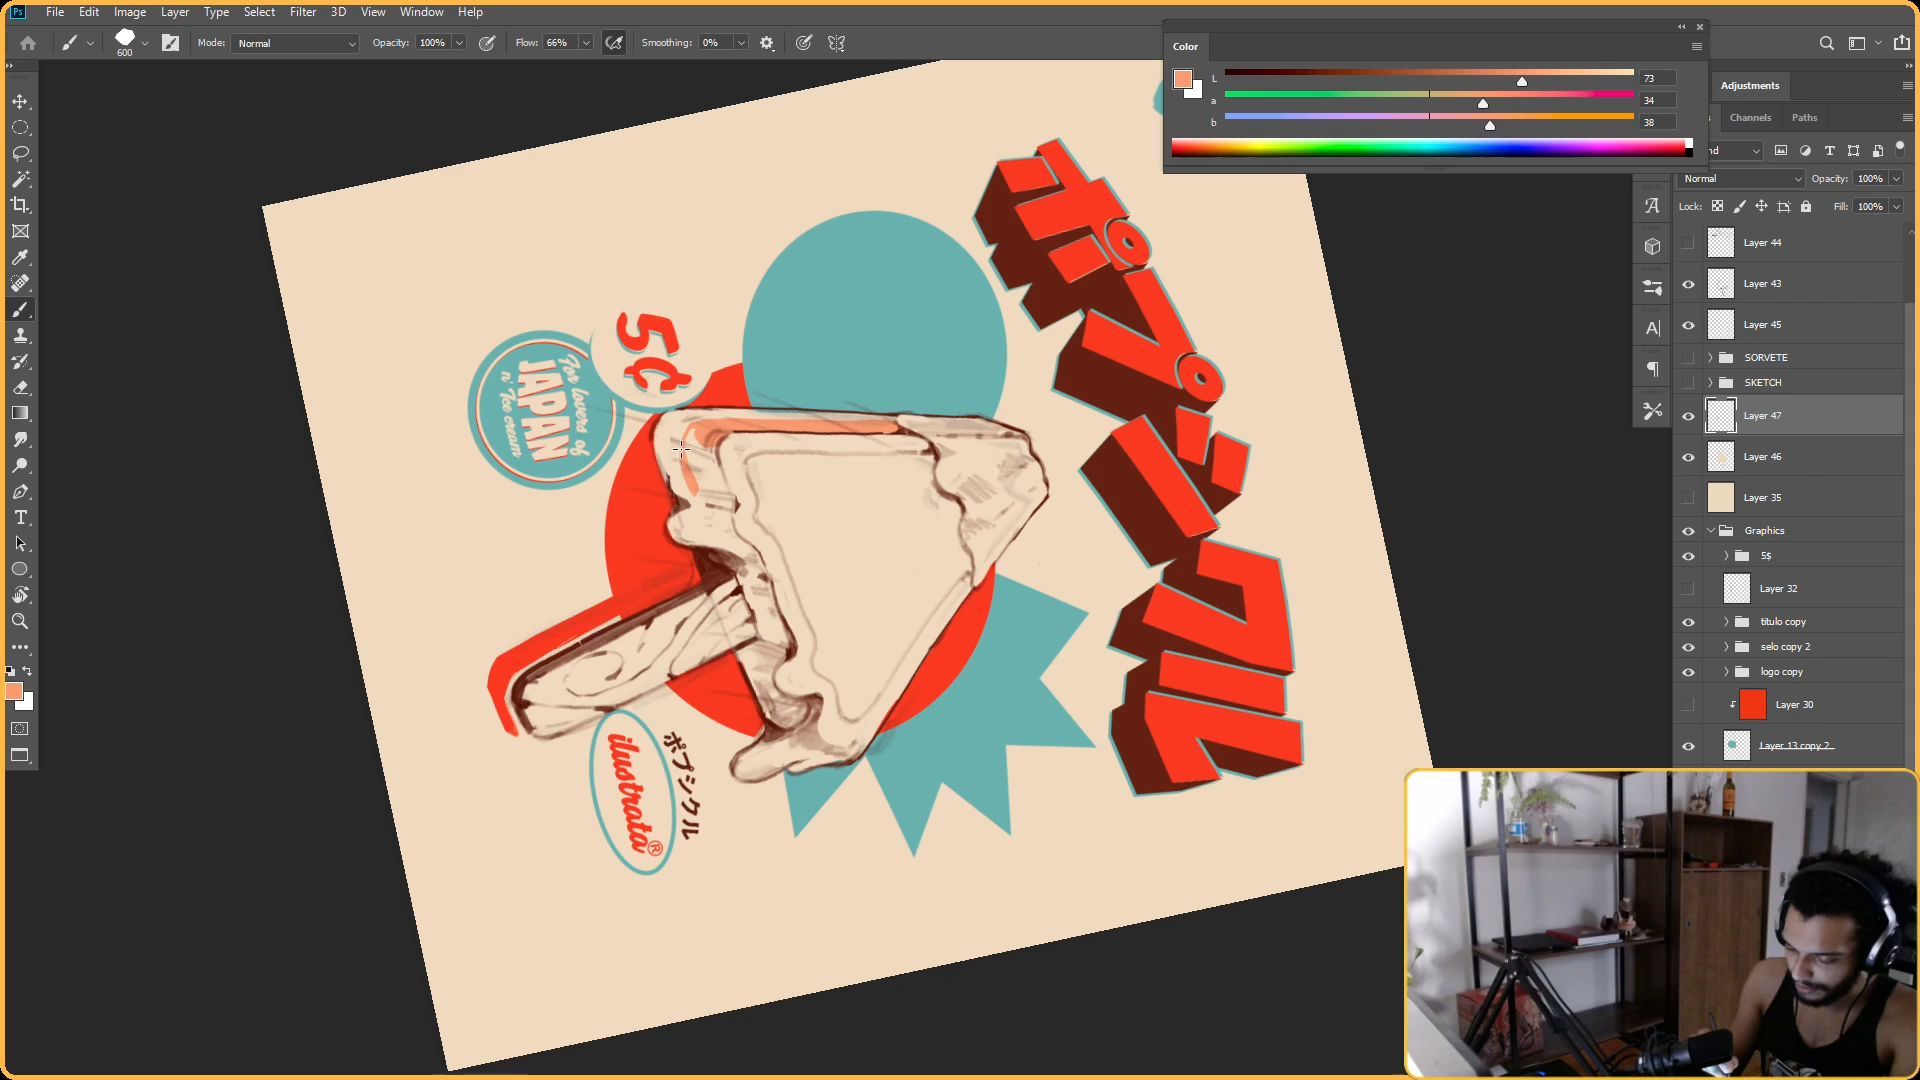 Ps File Edit Image Layer Type Select Filter 3D View Window Help
600 Mode: Normal Opacity: 100% Flow: 66% Smoothing: 0%
Color
L 73
a 34
b 38
Adjustments
Channels Paths
Normal Opacity: 100%
Lock: Fill: 100%
Layer 44
Layer 43
Layer 45
SORVETE
SKETCH
Layer 47
Layer 46
Layer 35
Graphics
5$
Layer 32
titulo copy
selo copy 2
logo copy
Layer 30
Layer 13 copy 2
5¢
For lovers of
JAPAN
n' Ice cream
ポプシクル
ilustrata®
ポプシクル